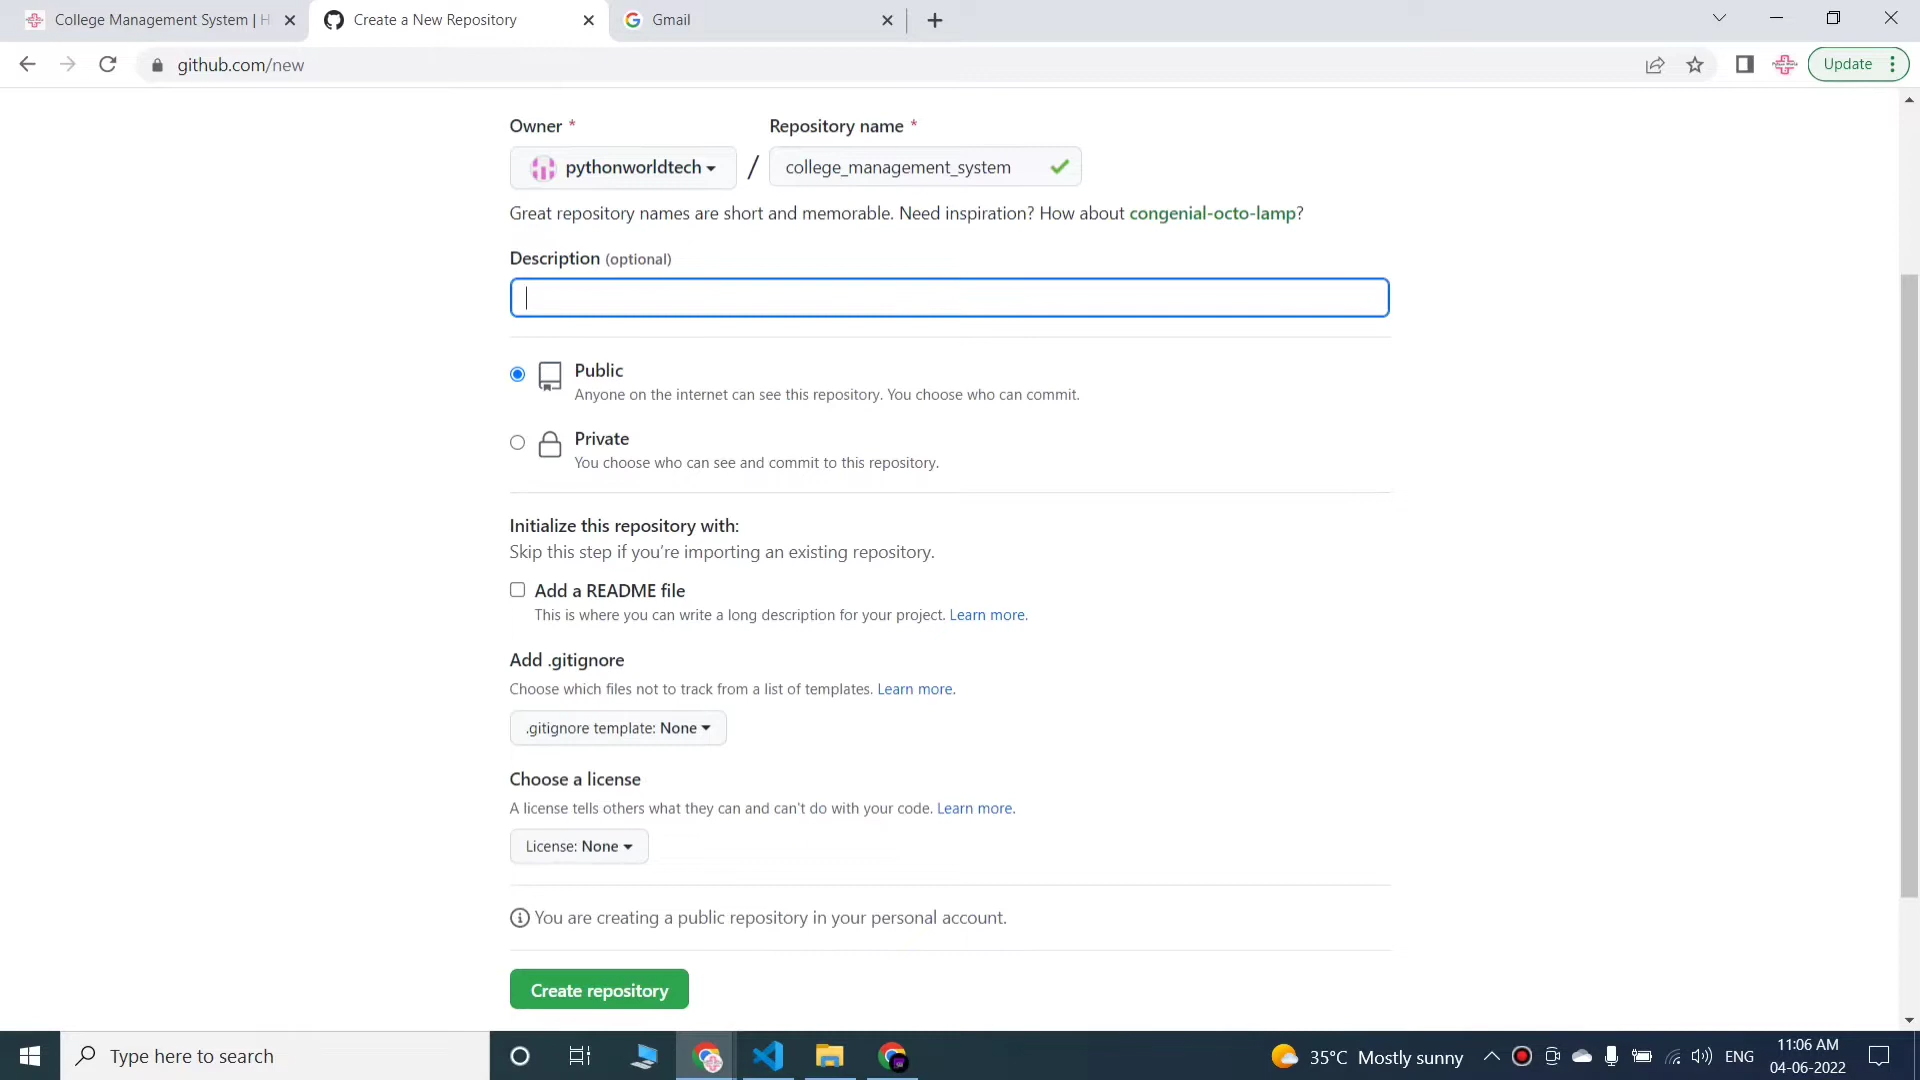 College Management System | H
Create a New Repository
Gmail
github.com/new
Update
Owner *
Repository name *
pythonworldtech
/
college_management_system
Great repository names are short and memorable. Need inspiration? How about congenial-octo-lamp?
Description (optional)
Public
Anyone on the internet can see this repository. You choose who can commit.
Private
You choose who can see and commit to this repository.
Initialize this repository with:
Skip this step if you’re importing an existing repository.
Add a README file
This is where you can write a long description for your project. Learn more.
Add .gitignore
Choose which files not to track from a list of templates. Learn more.
.gitignore template: None
Choose a license
A license tells others what they can and can't do with your code. Learn more.
License: None
You are creating a public repository in your personal account.
Create repository
Type here to search
35°C Mostly sunny
ENG
11:06 AM
04-06-2022